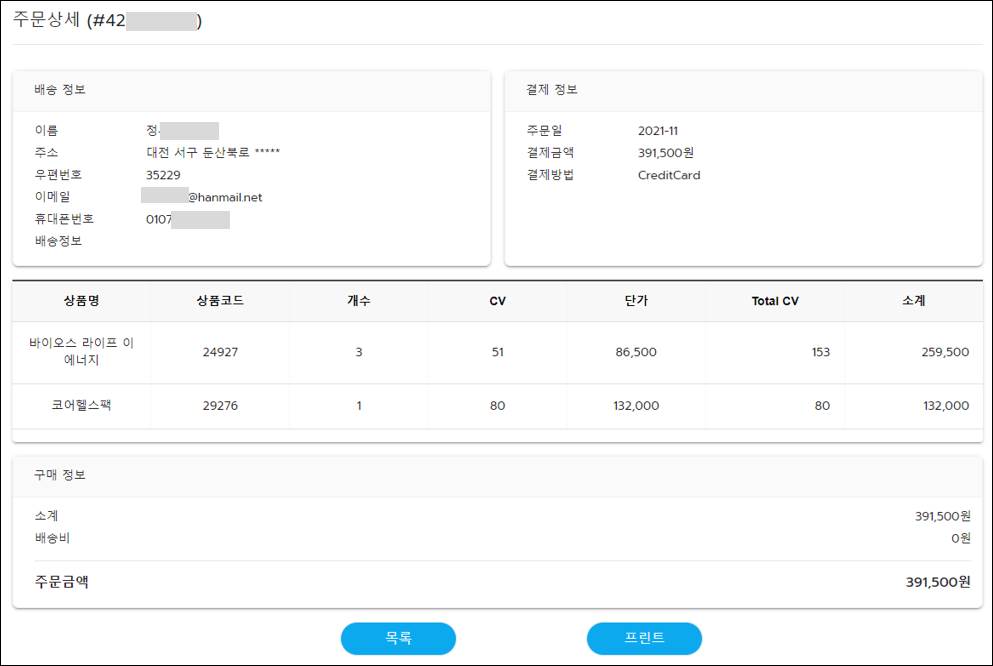 주문상세 (#42 )
배송 정보
이름 정
주소 대전 서구 둔산북로 *****
우편번호 35229
이메일 @hanmail.net
휴대폰번호 0107
배송정보
결제 정보
주문일 2021-11
결제금액 391,500원
결제방법 CreditCard
상품명 상품코드 개수 CV 단가 Total CV 소계
바이오스 라이프 이
에너지 24927 3 51 86,500 153 259,500
코어헬스팩 29276 1 80 132,000 80 132,000
구매 정보
소계 391,500원
배송비 0원
주문금액 391,500원
목록 프린트